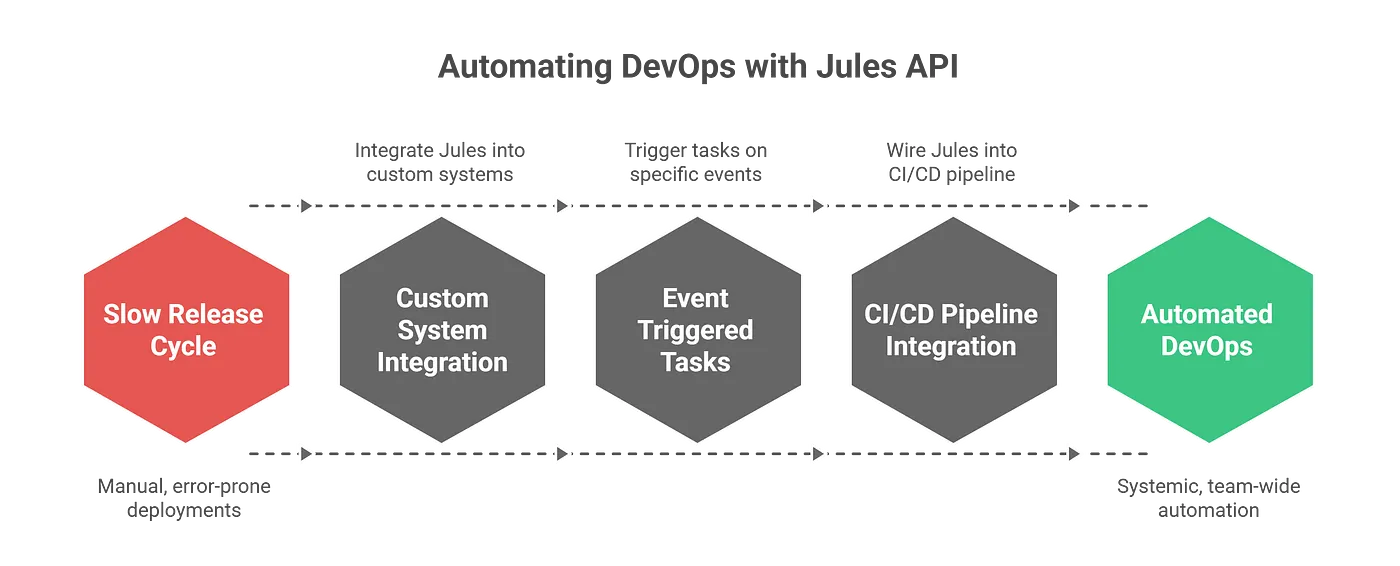 Automating DevOps with Jules API
Integrate Jules into
custom systems
Trigger tasks on
specific events
Wire Jules into
CI/CD pipeline
Slow Release
Cycle
Custom
System
Integration
Event
Triggered
Tasks
CI/CD Pipeline
Integration
Automated
DevOps
Manual, error-prone
deployments
Systemic, team-wide
automation